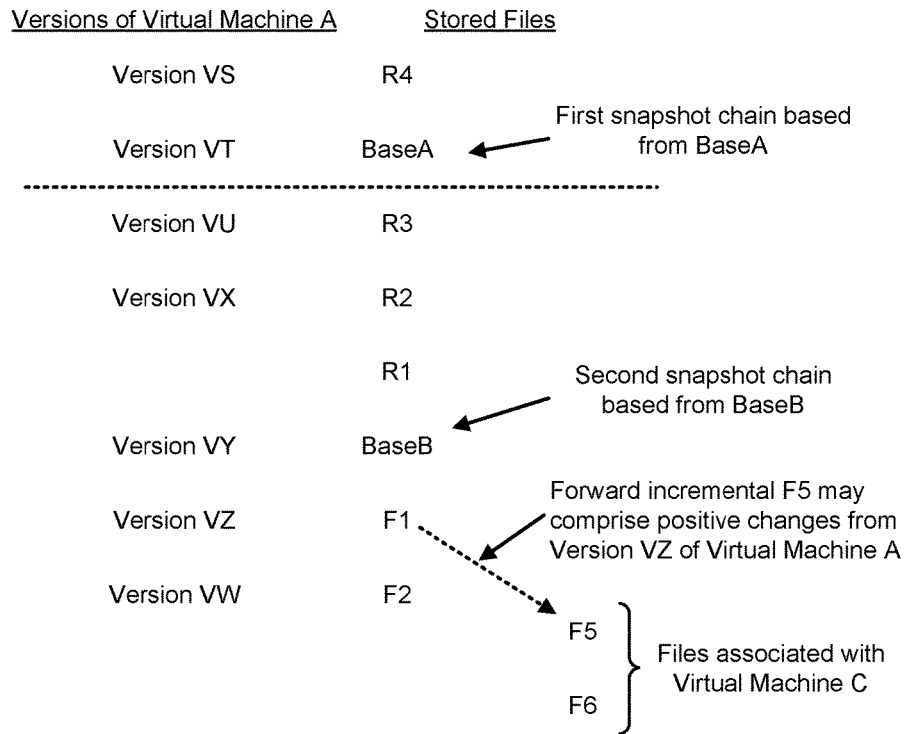 Versions of Virtual Machine A Stored Files
Version VS R4
First snapshot chain based
from BaseA
Version VT BaseA
Version VU R3
Version VX R2
R1
Second snapshot chain
based from BaseB
Version VY BaseB
Forward incremental F5 may
comprise positive changes from
Version VZ of Virtual Machine A
Version VZ F1
Version VW F2
F5
Files associated with
Virtual Machine C
F6